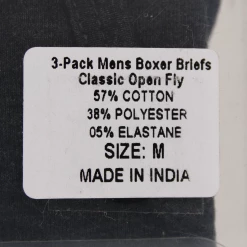 3-Pack Mens Boxer Briefs
Classic Open Fly
57% COTTON
38% POLYESTER
05% ELASTANE
SIZE: M
MADE IN INDIA